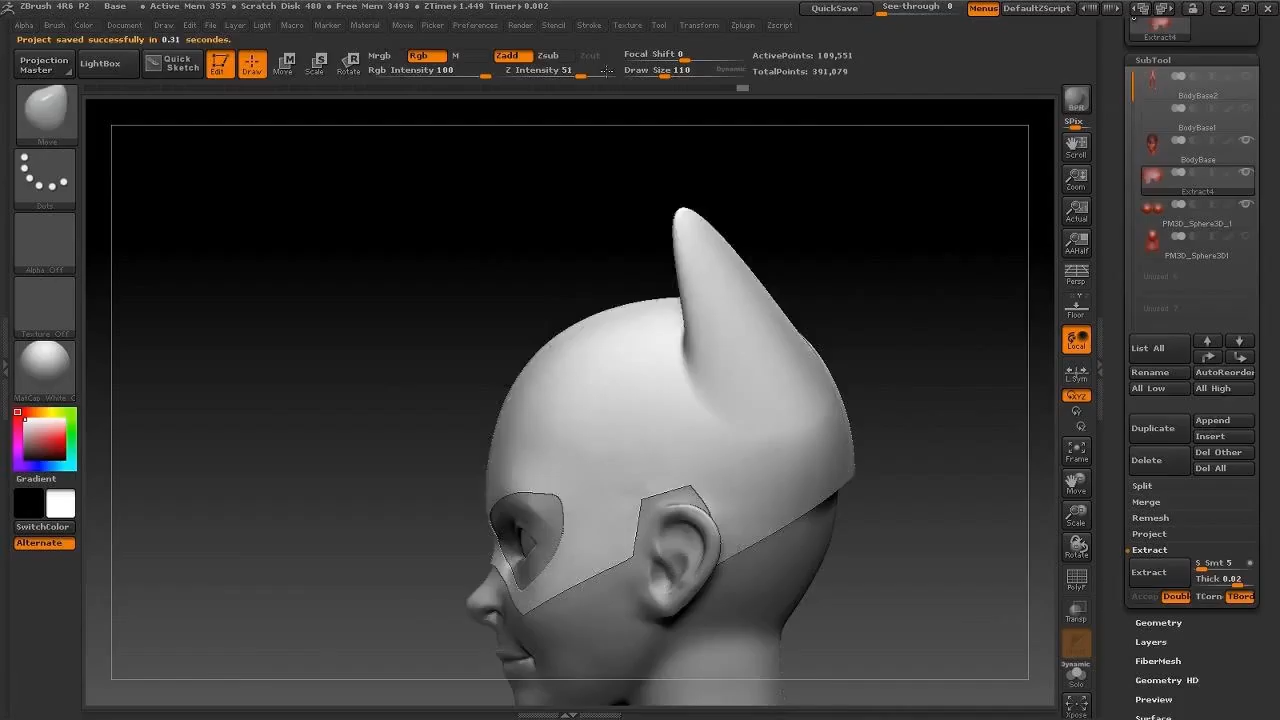 ZBrush 4R6 P2 Base • Active Mem 355 • Scratch Disk 480 • Free Mem 3493 • ZTime▸1.449 Timer▸0.002
QuickSave See-through 0 Menus DefaultZScript
Alpha Brush Color Document Draw Edit File Layer Light Macro Marker Material Movie Picker Preferences Render Stencil Stroke Texture Tool Transform Zplugin Zscript
Project saved successfully in 0.31 secondes.
Projection Master
LightBox
Quick Sketch
Edit
Draw
Move
Scale
Rotate
Mrgb Rgb M
Rgb Intensity 100
Zadd Zsub Zcut
Z Intensity 51
Focal Shift 0
Draw Size 110
Dynamic
ActivePoints: 109,551
TotalPoints: 391,079
Move
Dots
Alpha Off
Texture Off
MatCap White C
Gradient
SwitchColor
Alternate
BPR
SPix
Scroll
Zoom
Actual
AAHalf
Persp
Floor
Local
L.Sym
XYZ
Frame
Move
Scale
Rotate
PolyF
Transp
Dynamic
Solo
Xpose
Extract4
SubTool
BodyBase2
BodyBase1
BodyBase
Extract4
PM3D_Sphere3D_1
PM3D_Sphere3D1
Unused 6
Unused 7
List All
Rename AutoReorder
All Low All High
Duplicate
Append
Insert
Delete
Del Other
Del All
Split
Merge
Remesh
Project
Extract
Extract
S Smt 5
Thick 0.02
Accep Doubl TCorn TBord
Geometry
Layers
FiberMesh
Geometry HD
Preview
Surface